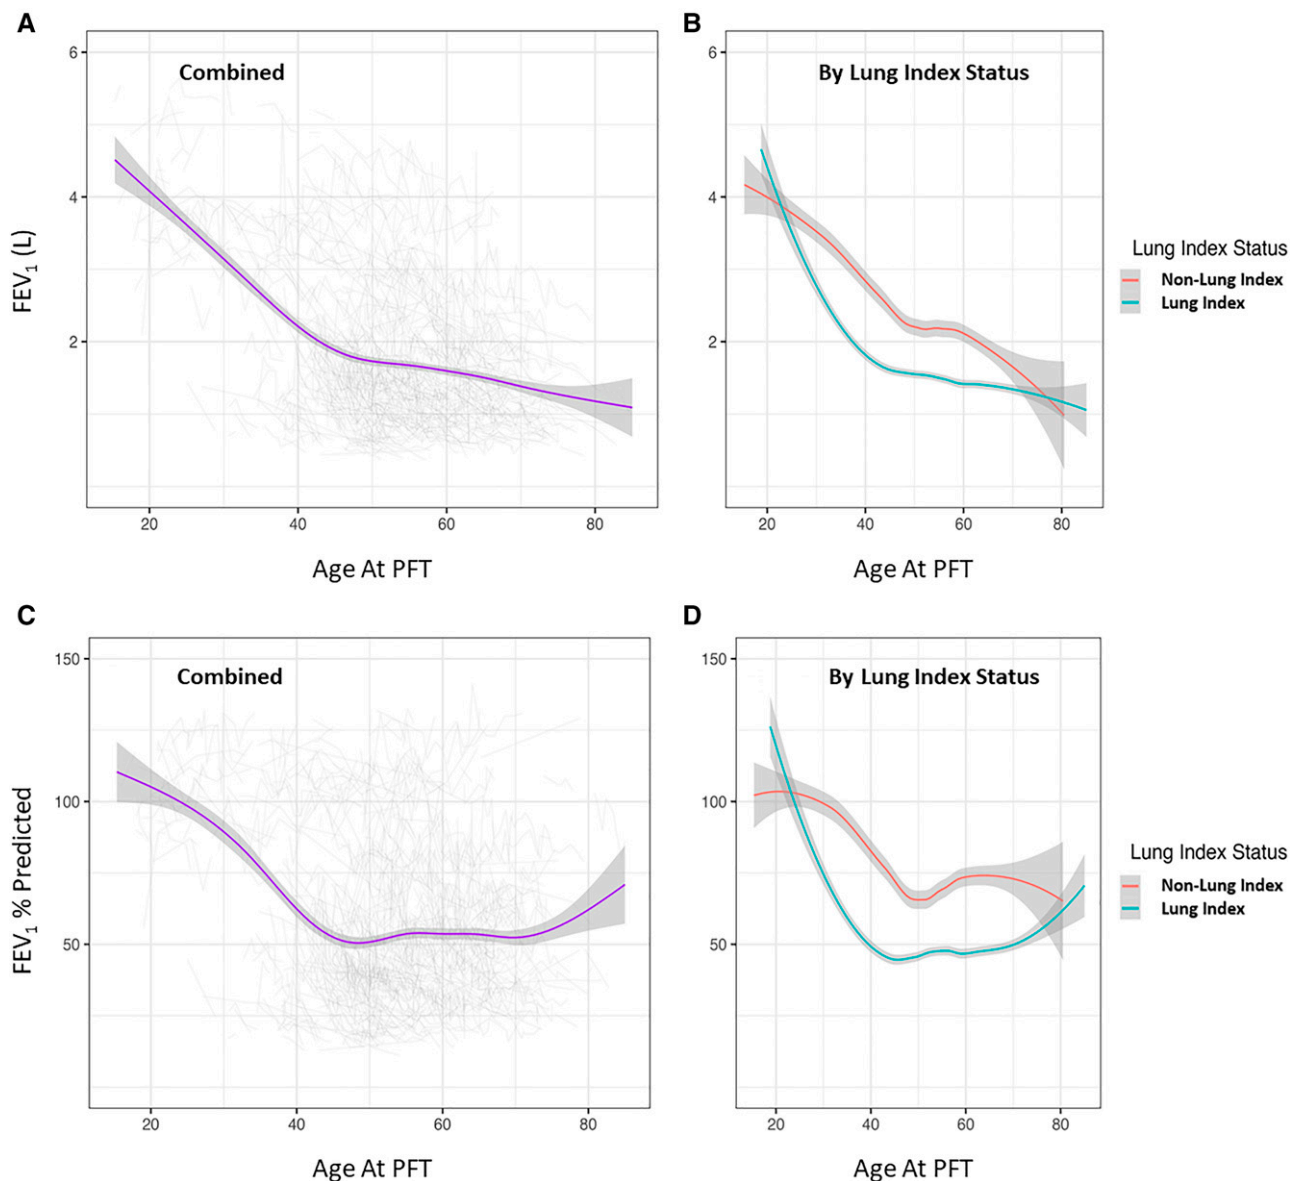 A
B
Combined
By Lung Index Status
6
4
2
FEV₁ (L)
20 40 60 80
Age At PFT
6
4
2
20 40 60 80
Age At PFT
Lung Index Status
Non-Lung Index
Lung Index
C
D
Combined
By Lung Index Status
150
100
50
FEV₁ % Predicted
20 40 60 80
Age At PFT
150
100
50
20 40 60 80
Age At PFT
Lung Index Status
Non-Lung Index
Lung Index